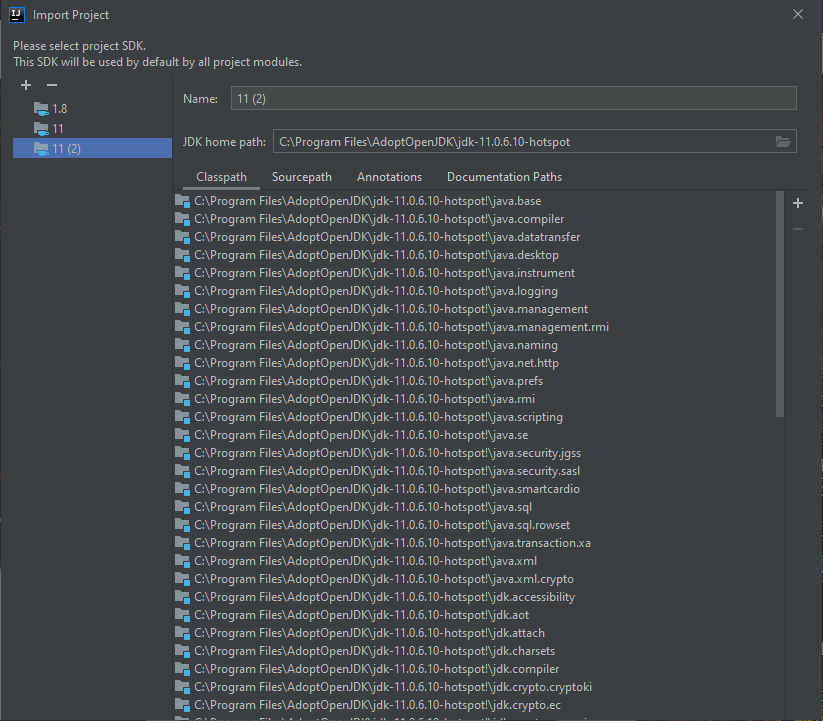 IJ Import Project
Please select project SDK.
This SDK will be used by default by all project modules.
1.8
11
11 (2)
Name: 11 (2)
JDK home path: C:\Program Files\AdoptOpenJDK\jdk-11.0.6.10-hotspot
Classpath Sourcepath Annotations Documentation Paths
C:\Program Files\AdoptOpenJDK\jdk-11.0.6.10-hotspot!\java.base
C:\Program Files\AdoptOpenJDK\jdk-11.0.6.10-hotspot!\java.compiler
C:\Program Files\AdoptOpenJDK\jdk-11.0.6.10-hotspot!\java.datatransfer
C:\Program Files\AdoptOpenJDK\jdk-11.0.6.10-hotspot!\java.desktop
C:\Program Files\AdoptOpenJDK\jdk-11.0.6.10-hotspot!\java.instrument
C:\Program Files\AdoptOpenJDK\jdk-11.0.6.10-hotspot!\java.logging
C:\Program Files\AdoptOpenJDK\jdk-11.0.6.10-hotspot!\java.management
C:\Program Files\AdoptOpenJDK\jdk-11.0.6.10-hotspot!\java.management.rmi
C:\Program Files\AdoptOpenJDK\jdk-11.0.6.10-hotspot!\java.naming
C:\Program Files\AdoptOpenJDK\jdk-11.0.6.10-hotspot!\java.net.http
C:\Program Files\AdoptOpenJDK\jdk-11.0.6.10-hotspot!\java.prefs
C:\Program Files\AdoptOpenJDK\jdk-11.0.6.10-hotspot!\java.rmi
C:\Program Files\AdoptOpenJDK\jdk-11.0.6.10-hotspot!\java.scripting
C:\Program Files\AdoptOpenJDK\jdk-11.0.6.10-hotspot!\java.se
C:\Program Files\AdoptOpenJDK\jdk-11.0.6.10-hotspot!\java.security.jgss
C:\Program Files\AdoptOpenJDK\jdk-11.0.6.10-hotspot!\java.security.sasl
C:\Program Files\AdoptOpenJDK\jdk-11.0.6.10-hotspot!\java.smartcardio
C:\Program Files\AdoptOpenJDK\jdk-11.0.6.10-hotspot!\java.sql
C:\Program Files\AdoptOpenJDK\jdk-11.0.6.10-hotspot!\java.sql.rowset
C:\Program Files\AdoptOpenJDK\jdk-11.0.6.10-hotspot!\java.transaction.xa
C:\Program Files\AdoptOpenJDK\jdk-11.0.6.10-hotspot!\java.xml
C:\Program Files\AdoptOpenJDK\jdk-11.0.6.10-hotspot!\java.xml.crypto
C:\Program Files\AdoptOpenJDK\jdk-11.0.6.10-hotspot!\jdk.accessibility
C:\Program Files\AdoptOpenJDK\jdk-11.0.6.10-hotspot!\jdk.aot
C:\Program Files\AdoptOpenJDK\jdk-11.0.6.10-hotspot!\jdk.attach
C:\Program Files\AdoptOpenJDK\jdk-11.0.6.10-hotspot!\jdk.charsets
C:\Program Files\AdoptOpenJDK\jdk-11.0.6.10-hotspot!\jdk.compiler
C:\Program Files\AdoptOpenJDK\jdk-11.0.6.10-hotspot!\jdk.crypto.cryptoki
C:\Program Files\AdoptOpenJDK\jdk-11.0.6.10-hotspot!\jdk.crypto.ec